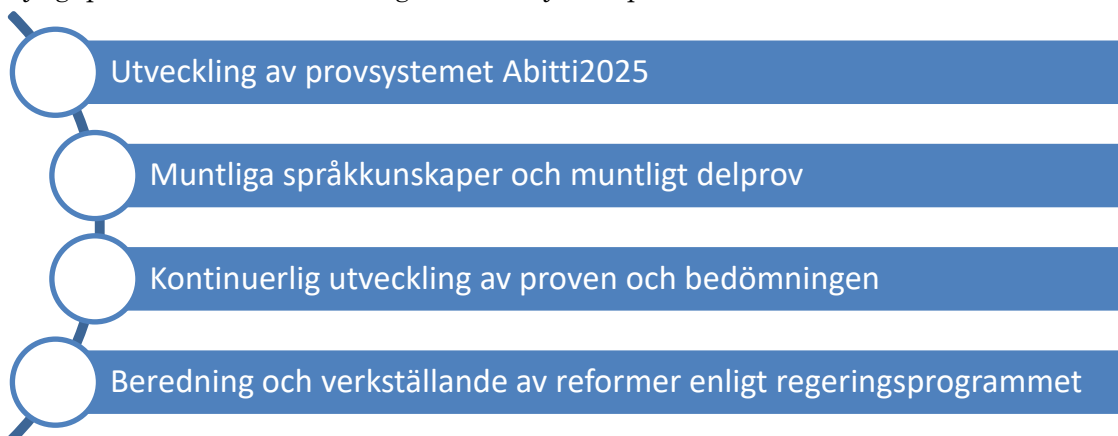 Utveckling av provsystemet Abitti2025
Muntliga språkkunskaper och muntligt delprov
Kontinuerlig utveckling av proven och bedömningen
Beredning och verkställande av reformer enligt regeringsprogrammet